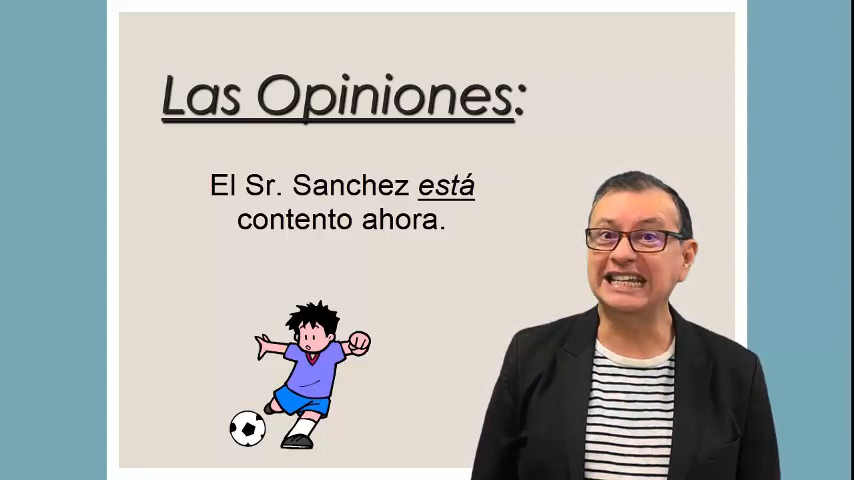 Las Opiniones:
El Sr. Sanchez está
contento ahora.